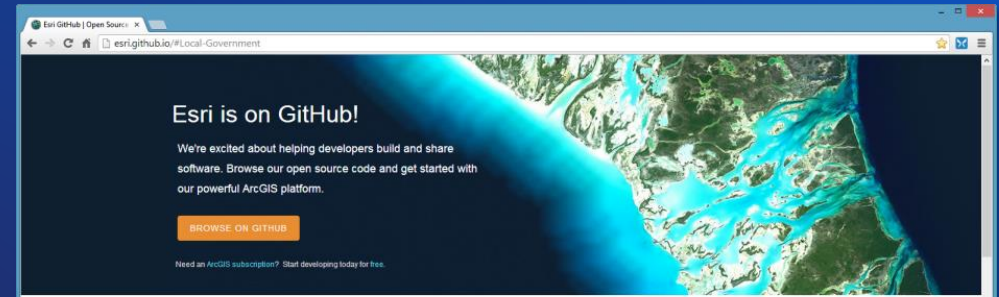 Esri GitHub | Open Source
esri.github.io/#Local-Government
Esri is on GitHub!
We're excited about helping developers build and share
software. Browse our open source code and get started with
our powerful ArcGIS platform.
BROWSE ON GITHUB
Need an ArcGIS subscription? Start developing today for free.